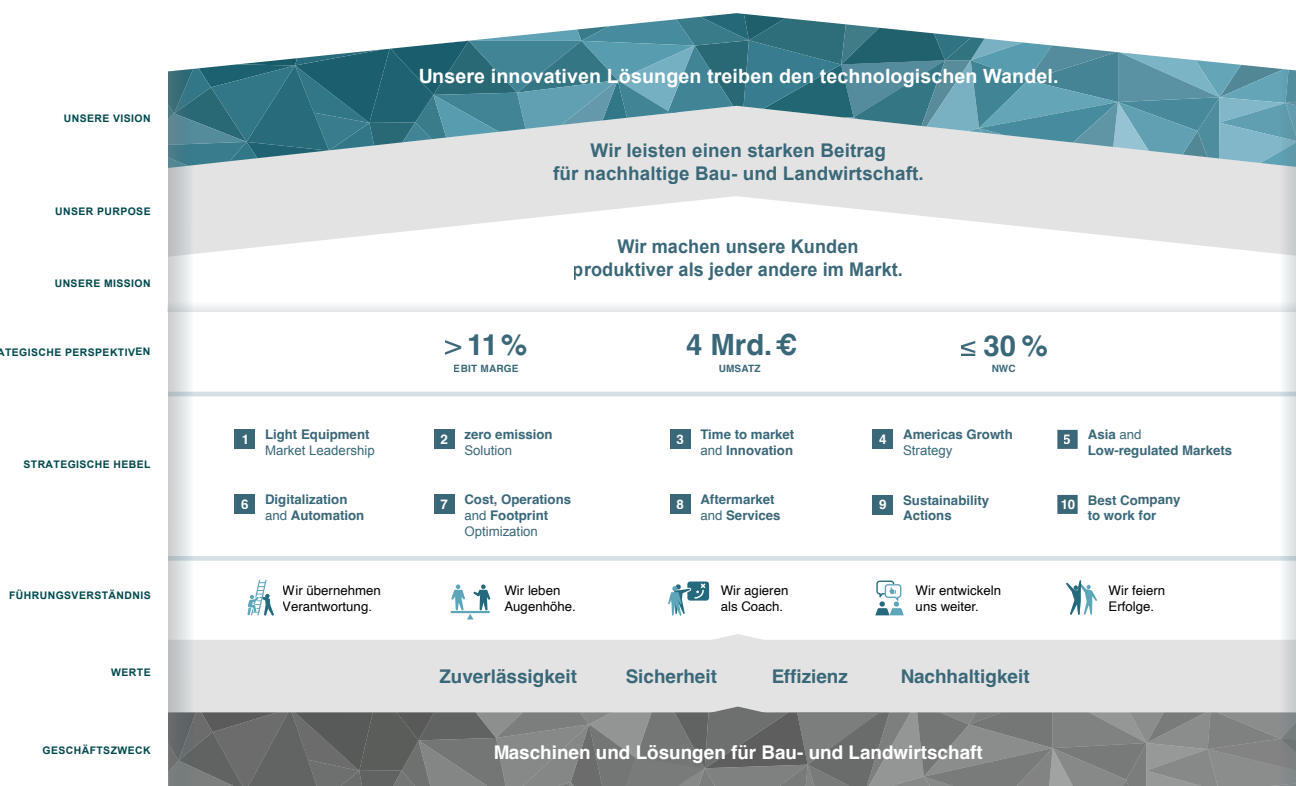 Unsere innovativen Lösungen treiben den technologischen Wandel.
UNSERE VISION
Wir leisten einen starken Beitrag
für nachhaltige Bau- und Landwirtschaft.
UNSER PURPOSE
Wir machen unsere Kunden
produktiver als jeder andere im Markt.
UNSERE MISSION
ATEGISCHE PERSPEKTIVEN
> 11 %
EBIT MARGE
4 Mrd. €
UMSATZ
≤ 30 %
NWC
STRATEGISCHE HEBEL
1 Light Equipment
Market Leadership
2 zero emission
Solution
3 Time to market
and Innovation
4 Americas Growth
Strategy
5 Asia and
Low-regulated Markets
6 Digitalization
and Automation
7 Cost, Operations
and Footprint
Optimization
8 Aftermarket
and Services
9 Sustainability
Actions
10 Best Company
to work for
FÜHRUNGSVERSTÄNDNIS
Wir übernehmen
Verantwortung.
Wir leben
Augenhöhe.
Wir agieren
als Coach.
Wir entwickeln
uns weiter.
Wir feiern
Erfolge.
WERTE
Zuverlässigkeit Sicherheit Effizienz Nachhaltigkeit
GESCHÄFTSZWECK
Maschinen und Lösungen für Bau- und Landwirtschaft